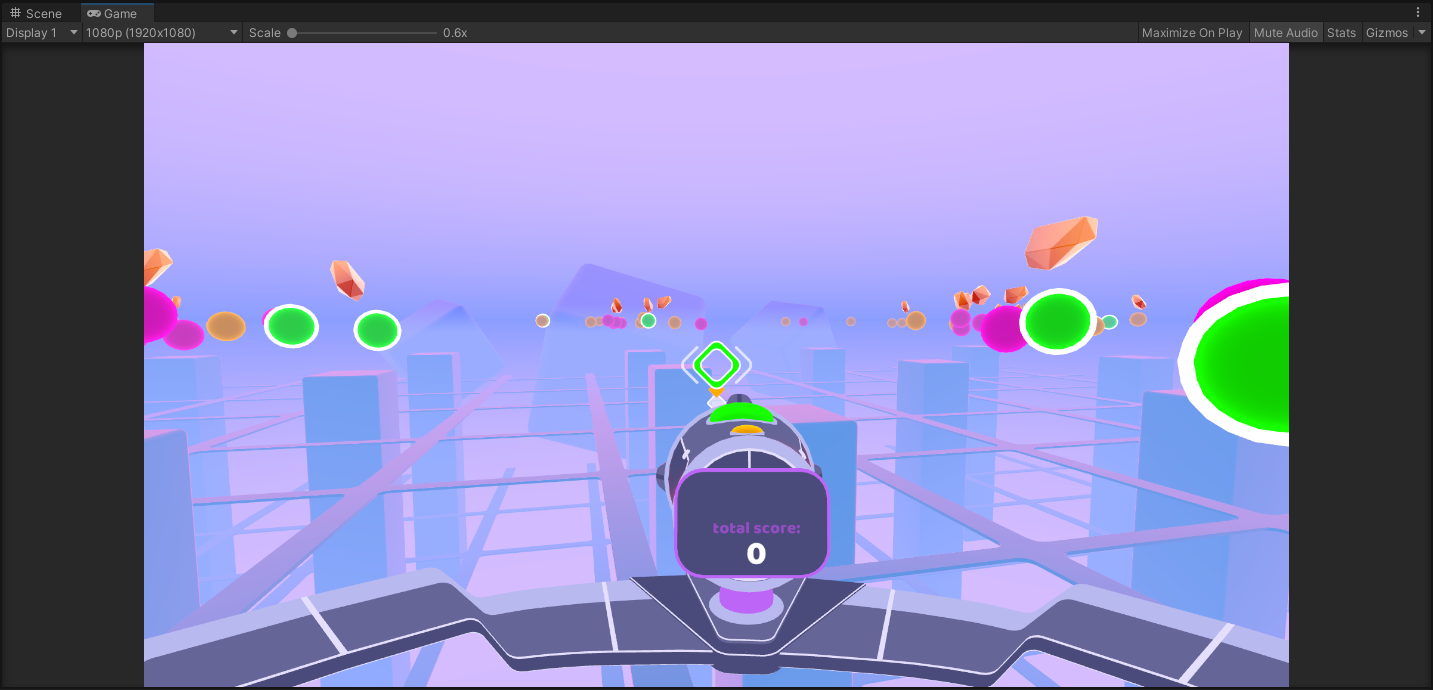 Scene
Game
Display 1
1080p (1920x1080)
Scale
0.6x
Maximize On Play
Mute Audio
Stats
Gizmos
total score:
0